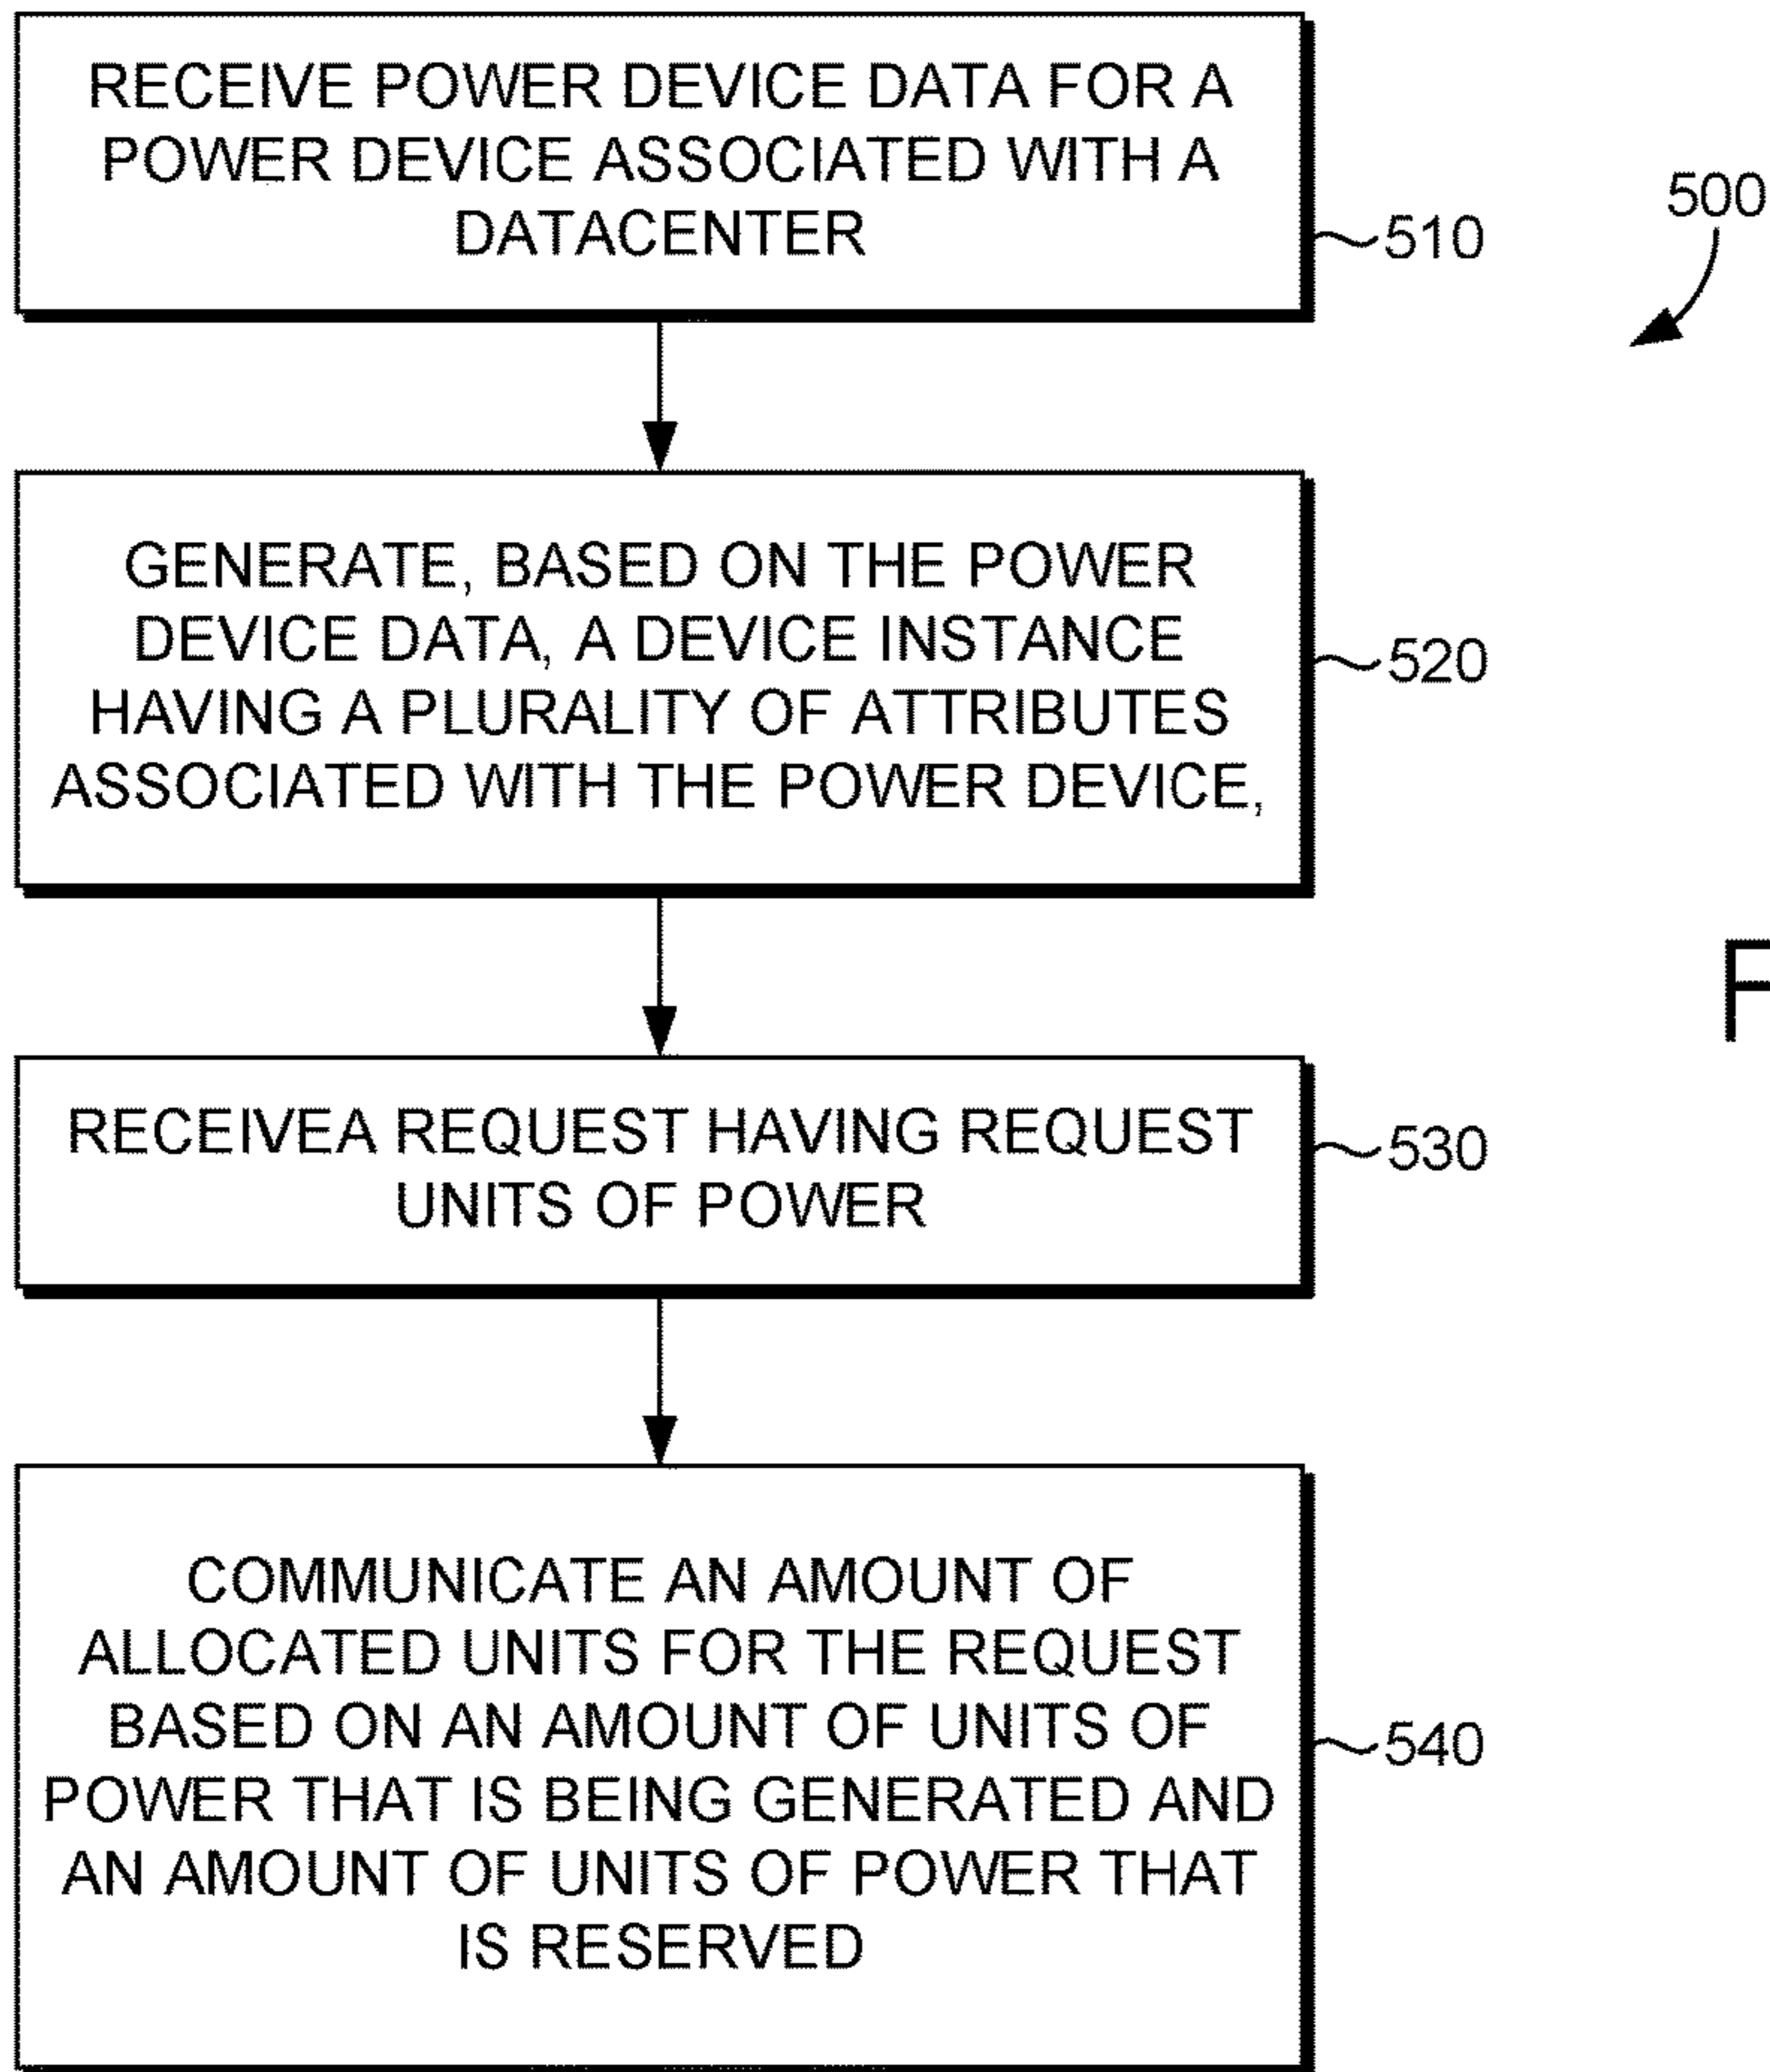 RECEIVE POWER DEVICE DATA FOR A
POWER DEVICE ASSOCIATED WITH A
DATACENTER
510
500
GENERATE, BASED ON THE POWER
DEVICE DATA, A DEVICE INSTANCE
HAVING A PLURALITY OF ATTRIBUTES
ASSOCIATED WITH THE POWER DEVICE,
520
F
RECEIVEA REQUEST HAVING REQUEST
UNITS OF POWER
530
COMMUNICATE AN AMOUNT OF
ALLOCATED UNITS FOR THE REQUEST
BASED ON AN AMOUNT OF UNITS OF
POWER THAT IS BEING GENERATED AND
AN AMOUNT OF UNITS OF POWER THAT
IS RESERVED
540